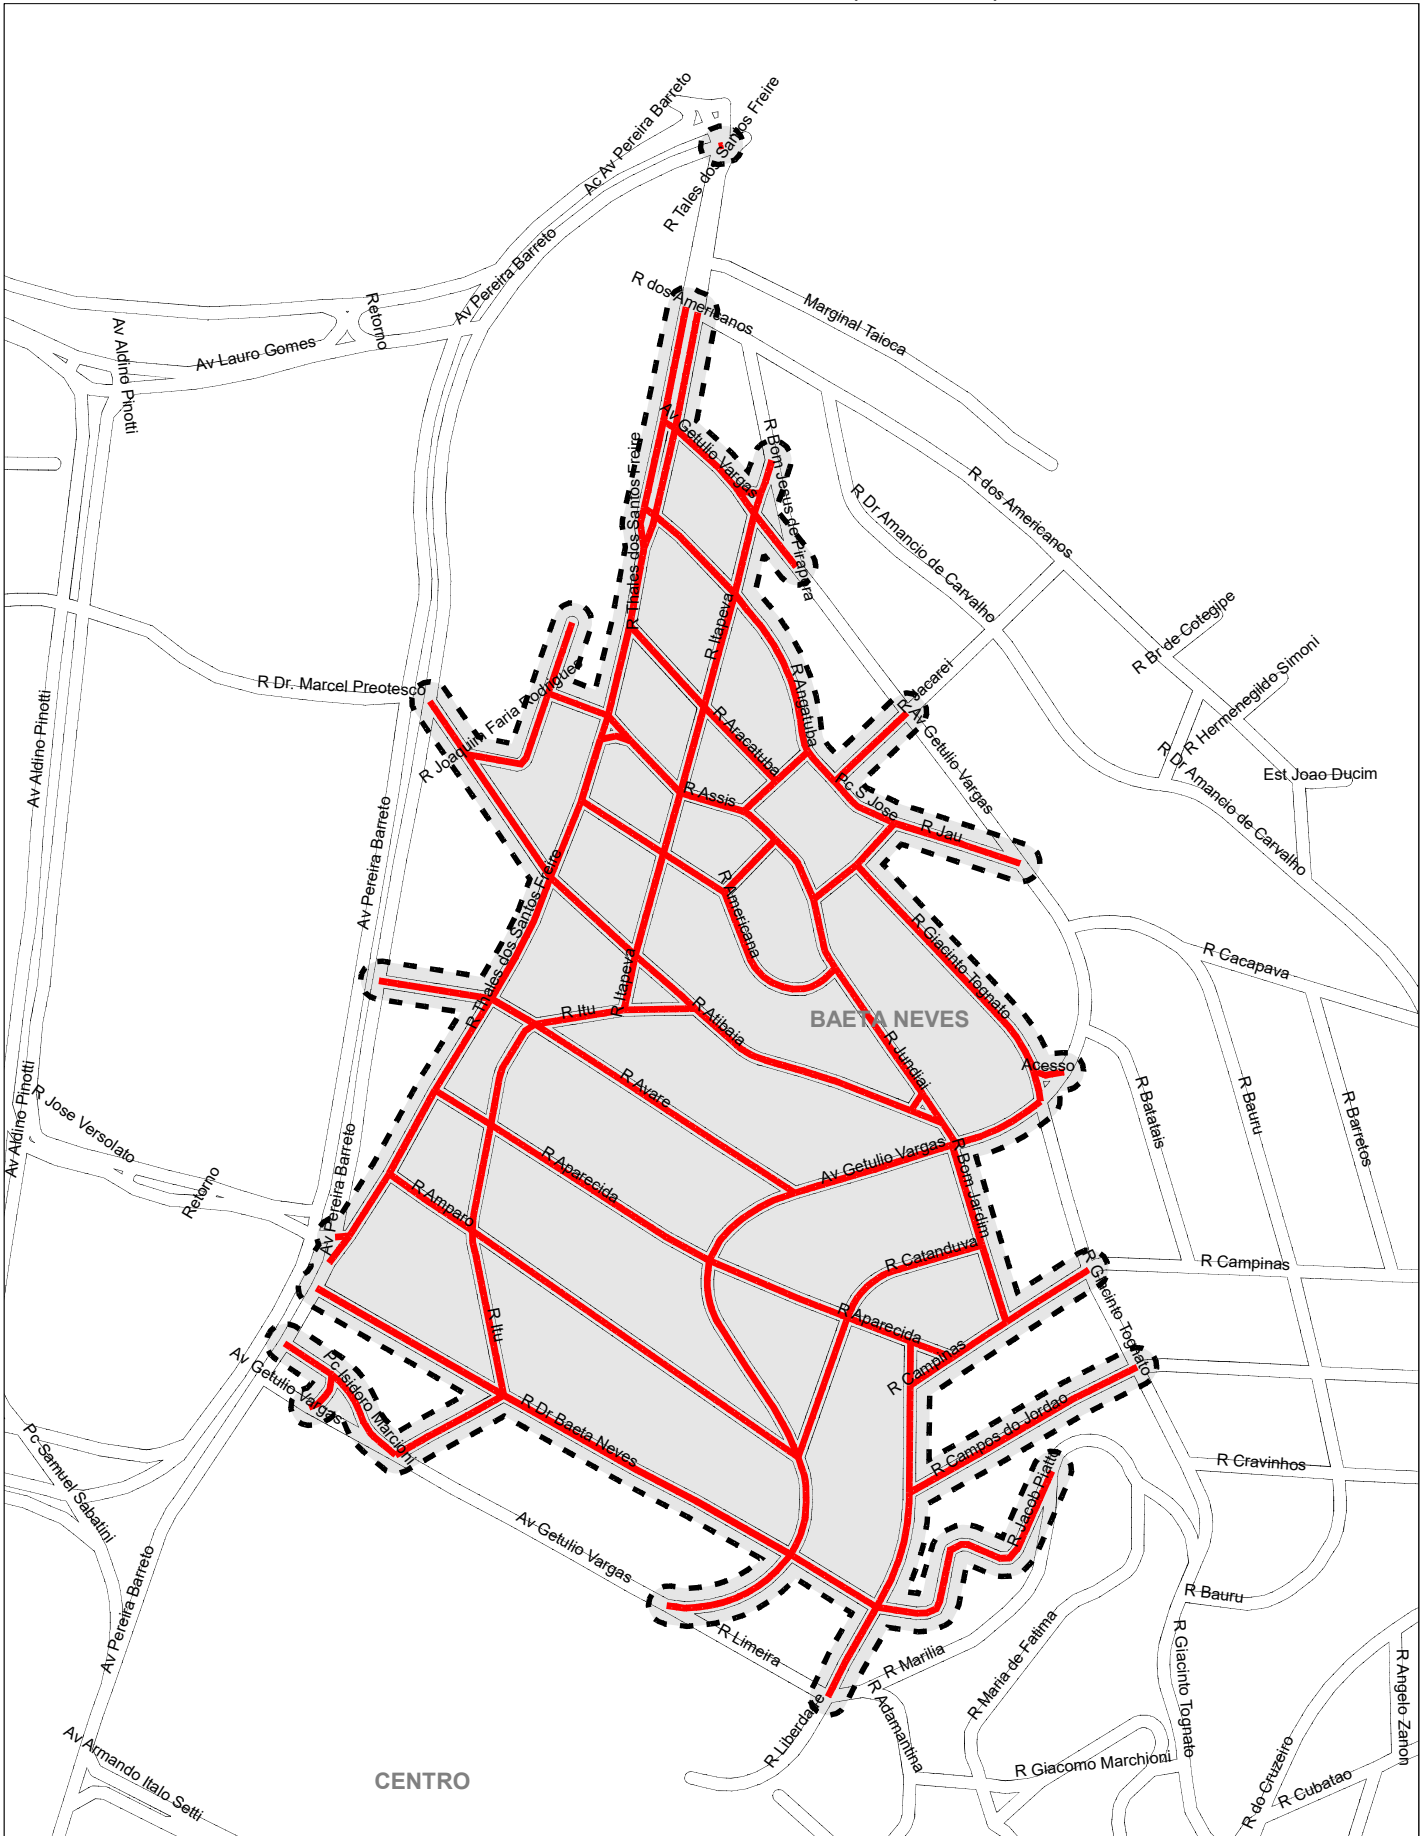 Ac Av Pereira Barreto
R Tales dos Santos Freire
Av Pereira Barreto
R dos Americanos
Marginal Taioca
Retorno
Av Aldino Pinotti
Av Lauro Gomes
Av Getulio Vargas
R Bom Jesus de Pirapora
R Thales dos Santos Freire
R dos Americanos
R Dr Amancio de Carvalho
R Itapeva
R Br de Cotegipe
R Hermenegildo Simoni
R Dr. Marcel Preotesco
R Joaquim Faria Rodrigues
R Angatuba
R Jacarei
R Aracatuba
Av Getulio Vargas
Av Aldino Pinotti
R Assis
Pc S Jose
R Jau
Est Joao Ducim
R Dr Amancio de Carvalho
Av Pereira Barreto
R Thales dos Santos Freire
R Americana
R Giacinto Tognato
R Cacapava
R Itu
R Itapeva
R Atibaia
BAETA NEVES
R Jundiai
Acesso
R Avare
R Batatais
R Bauru
R Barretos
Av Aldino Pinotti
R Jose Versolato
Retorno
Av Pereira Barreto
R Aparecida
R Amparo
Av Getulio Vargas
R Bom Jardim
R Catanduva
R Campinas
R Giacinto Tognato
R Itu
R Aparecida
R Campinas
Av Getulio Vargas
Pc Isidoro Marcioni
R Dr Baeta Neves
R Campos do Jordao
R Cravinhos
Pc Samuel Sabatini
Av Getulio Vargas
R Jacob Piatto
Av Pereira Barreto
R Bauru
R Limeira
R Marilia
R Maria de Fatima
R Giacinto Tognato
R Angelo Zanon
R Liberdade
R Adamantina
Av Armando Italo Setti
CENTRO
R Giacomo Marchioni
R do Cruzeiro
R Cubatao